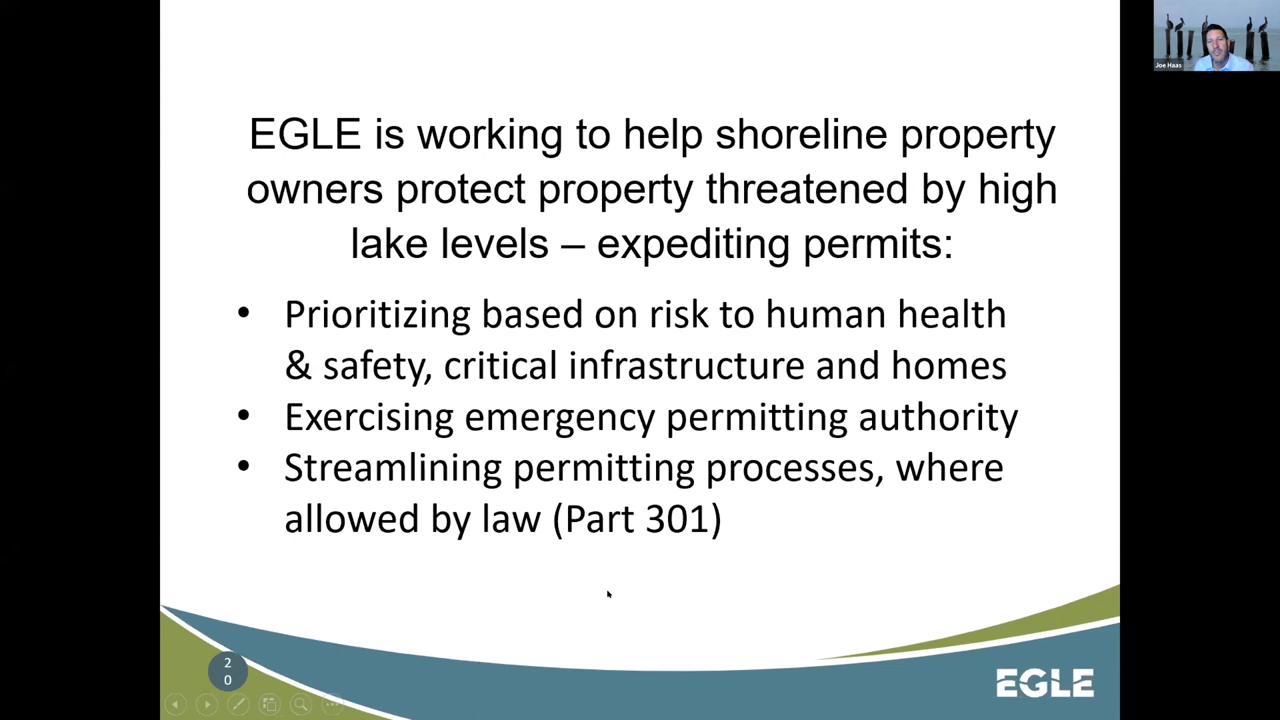 Joe Haas
EGLE is working to help shoreline property
owners protect property threatened by high
lake levels – expediting permits:
• Prioritizing based on risk to human health
& safety, critical infrastructure and homes
• Exercising emergency permitting authority
• Streamlining permitting processes, where
allowed by law (Part 301)
2
0
EGLE